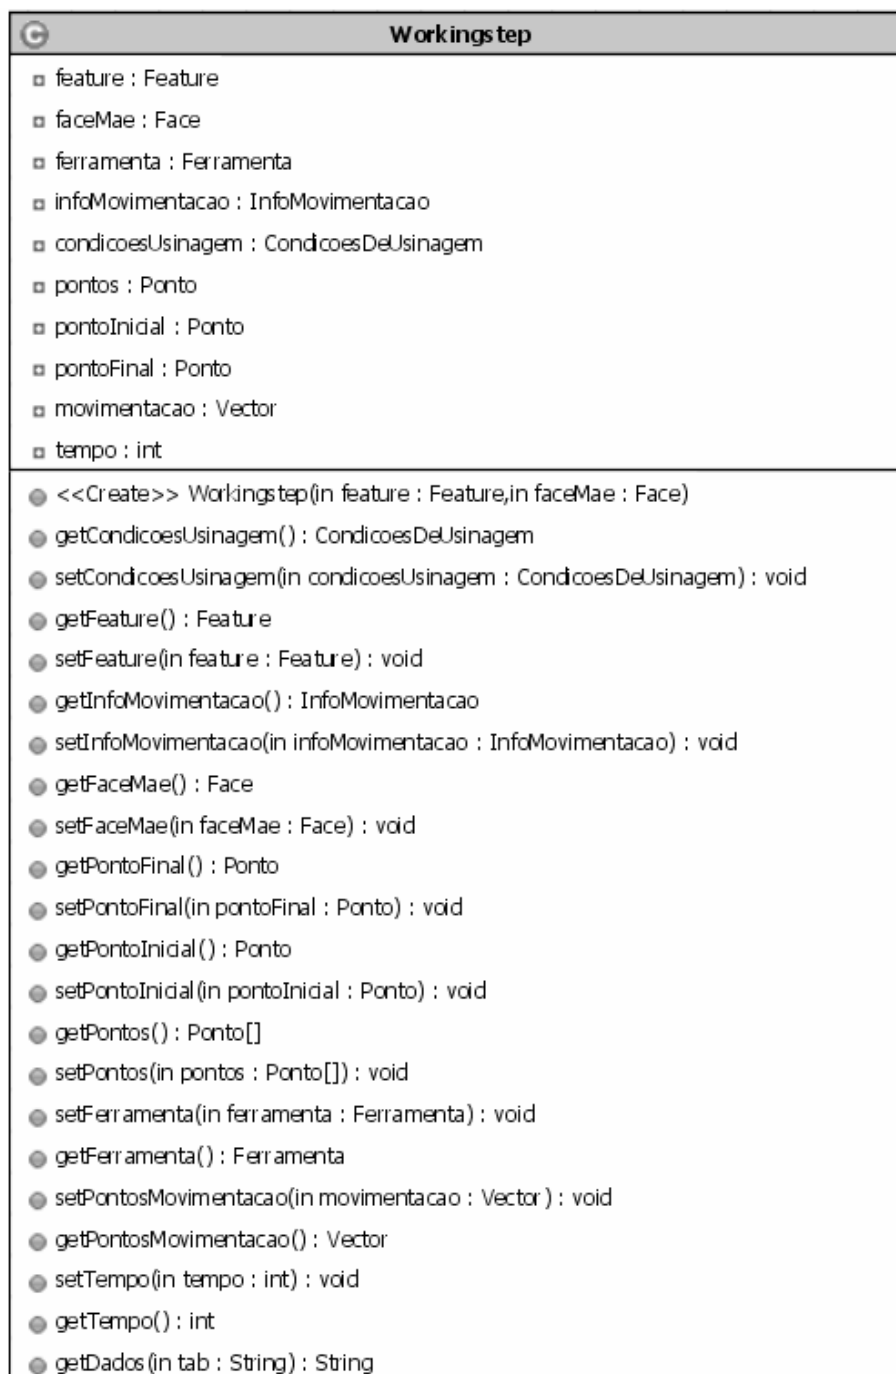 Workingstep
feature : Feature
faceMae : Face
ferramenta : Ferramenta
infoMovimentacao : InfoMovimentacao
condicoesUsinagem : CondicoesDeUsinagem
pontos : Ponto
pontoInicial : Ponto
pontoFinal : Ponto
movimentacao : Vector
tempo : int
<<Create>> Workingstep(in feature : Feature,in faceMae : Face)
getCondicoesUsinagem() : CondicoesDeUsinagem
setCondicoesUsinagem(in condicoesUsinagem : CondicoesDeUsinagem) : void
getFeature() : Feature
setFeature(in feature : Feature) : void
getInfoMovimentacao() : InfoMovimentacao
setInfoMovimentacao(in infoMovimentacao : InfoMovimentacao) : void
getFaceMae() : Face
setFaceMae(in faceMae : Face) : void
getPontoFinal() : Ponto
setPontoFinal(in pontoFinal : Ponto) : void
getPontoInicial() : Ponto
setPontoInicial(in pontoInicial : Ponto) : void
getPontos() : Ponto[]
setPontos(in pontos : Ponto[]) : void
setFerramenta(in ferramenta : Ferramenta) : void
getFerramenta() : Ferramenta
setPontosMovimentacao(in movimentacao : Vector) : void
getPontosMovimentacao() : Vector
setTempo(in tempo : int) : void
getTempo() : int
getDados(in tab : String) : String